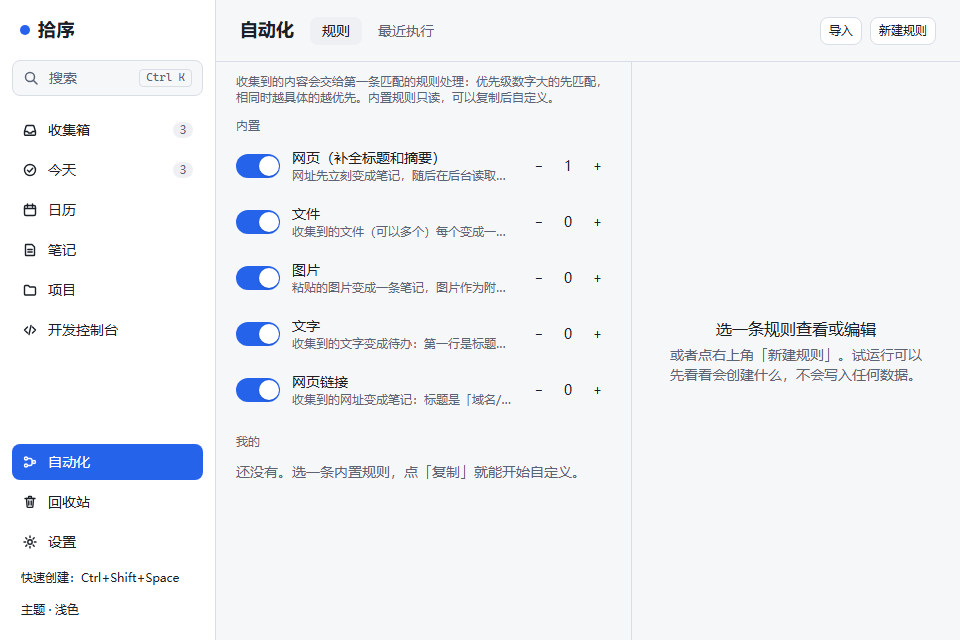 拾序
搜索 Ctrl K
收集箱 3
今天 3
日历
笔记
项目
开发控制台
自动化
回收站
设置
快速创建：Ctrl+Shift+Space
主题 · 浅色
自动化 规则 最近执行 导入 新建规则
收集到的内容会交给第一条匹配的规则处理：优先级数字大的先匹配，
相同时越具体的越优先。内置规则只读，可以复制后自定义。
内置
网页（补全标题和摘要）
网址先立刻变成笔记，随后在后台读取...
− 1 +
文件
收集到的文件（可以多个）每个变成一...
− 0 +
图片
粘贴的图片变成一条笔记，图片作为附...
− 0 +
文字
收集到的文字变成待办：第一行是标题...
− 0 +
网页链接
收集到的网址变成笔记：标题是「域名/...
− 0 +
我的
还没有。选一条内置规则，点「复制」就能开始自定义。
选一条规则查看或编辑
或者点右上角「新建规则」。试运行可以
先看看会创建什么，不会写入任何数据。